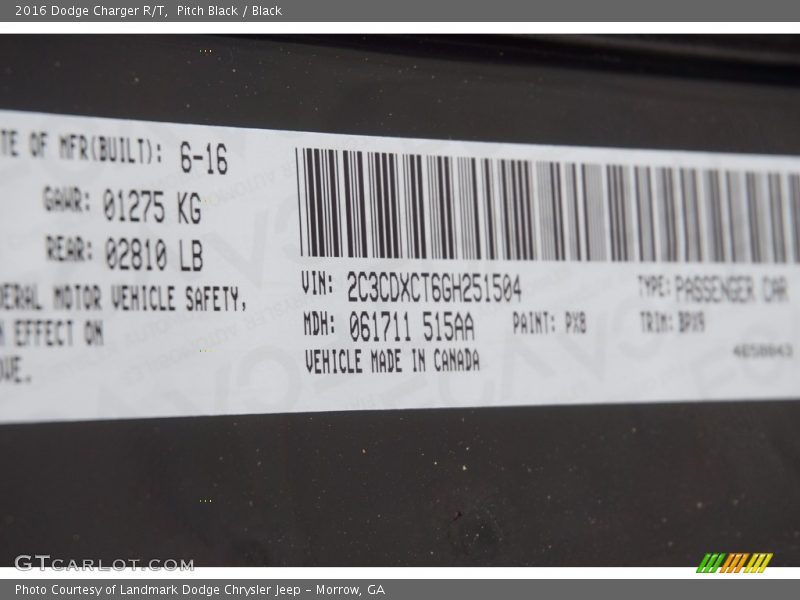 2016 Dodge Charger R/T, Pitch Black / Black
TE OF MFR(BUILT): 6-16
GAWR: 01275 KG
REAR: 02810 LB
DERAL MOTOR VEHICLE SAFETY,
N EFFECT ON
OVE.
VIN: 2C3CDXCT6GH251504
TYPE: PASSENGER CAR
MDH: 061711 515AA
PAINT: PX8
TRIM: BPX9
VEHICLE MADE IN CANADA
4658843
GTCARLOT.COM
Photo Courtesy of Landmark Dodge Chrysler Jeep - Morrow, GA